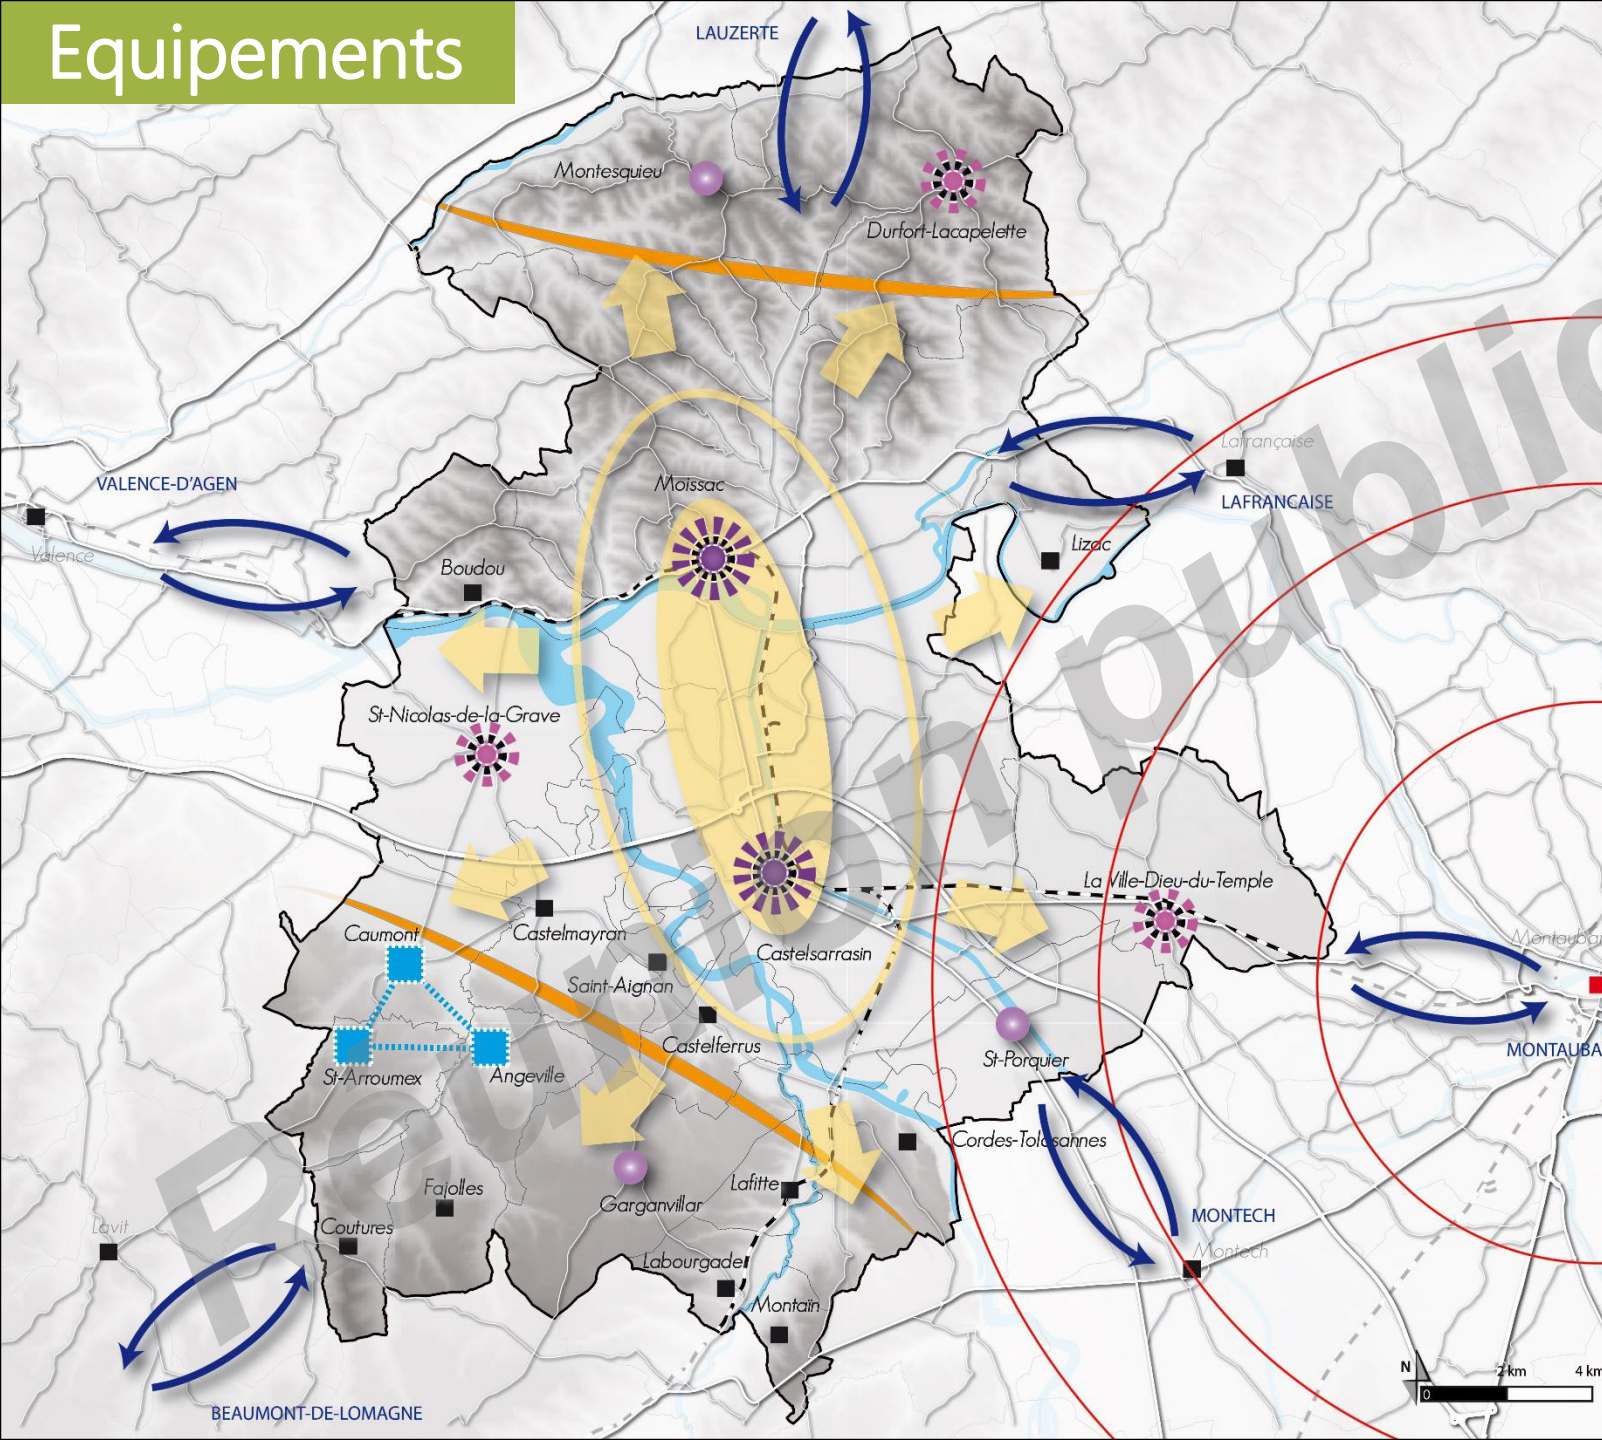 Equipements
LAUZERTE
Montesquieu
Durfort-Lacapelette
Lafrançaise
LAFRANCAISE
VALENCE-D'AGEN
Valence
Moissac
Boudou
Lizac
St-Nicolas-de-la-Grave
La Ville-Dieu-du-Temple
Caumont
Castelmayran
Castelsarrasin
Saint-Aignan
Castelferrus
St-Arroumex
Angeville
St-Porquier
MONTAUBA
Cordes-Tolosannes
Fajolles
Garganvillar
Lafitte
Lavit
Coutures
Labourgade
Montaïn
MONTECH
Montech
BEAUMONT-DE-LOMAGNE
Montauban
N
0
2 km
4 km
Réunion public